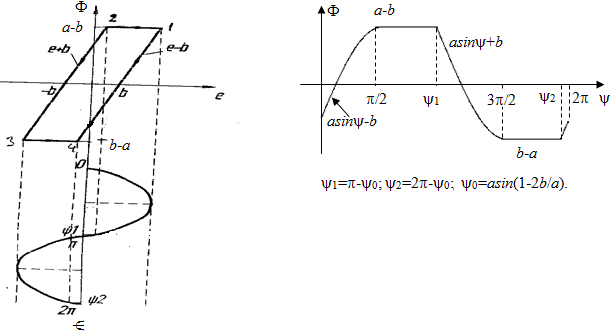 Φ
a-b
2
1
e+b
e-b
-b
b
e
3
4
b-a
0
ψ1
π
2π
ψ2
Φ
a-b
asinψ+b
π/2
ψ1
3π/2
ψ2
2π
ψ
asinψ-b
b-a
ψ1=π-ψ0; ψ2=2π-ψ0; ψ0=asin(1-2b/a).